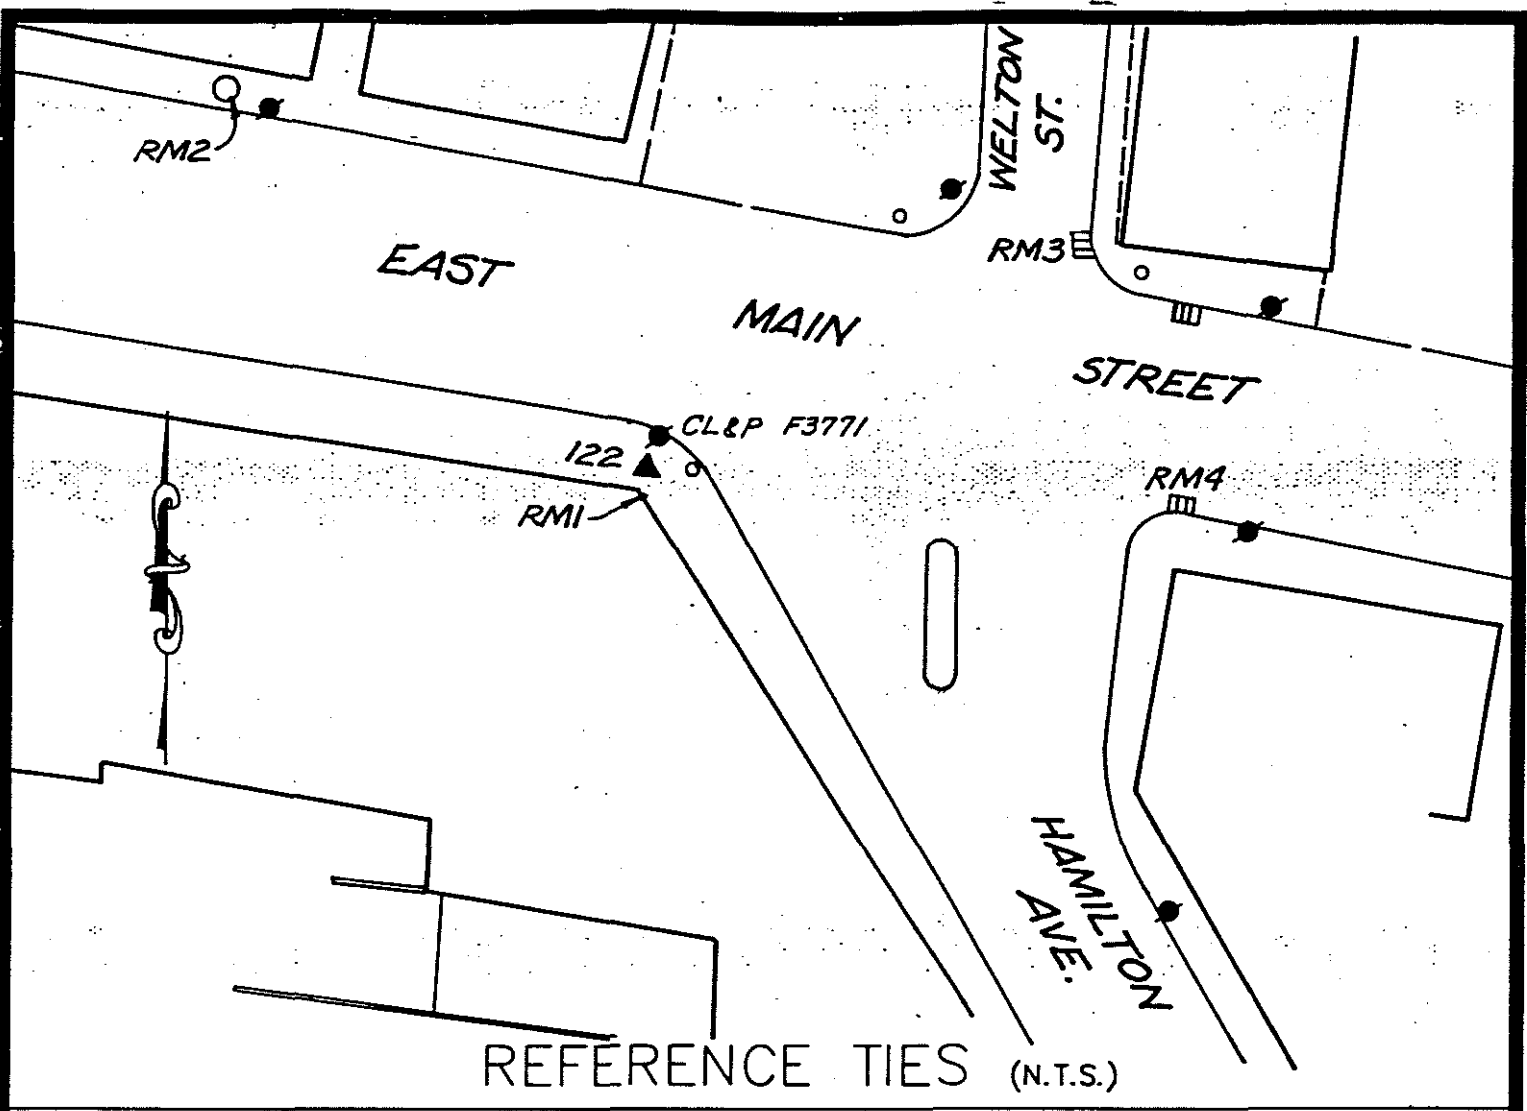 WELTON
ST.
RM2
RM3
EAST
MAIN
STREET
CL&P F3771
122
RM4
RM1
HAMILTON
AVE.
REFERENCE TIES (N.T.S.)